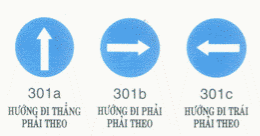 301a 301b 301c
HƯỚNG ĐI THẲNG HƯỚNG ĐI PHẢI HƯỚNG ĐI TRÁI
PHẢI THEO PHẢI THEO PHẢI THEO